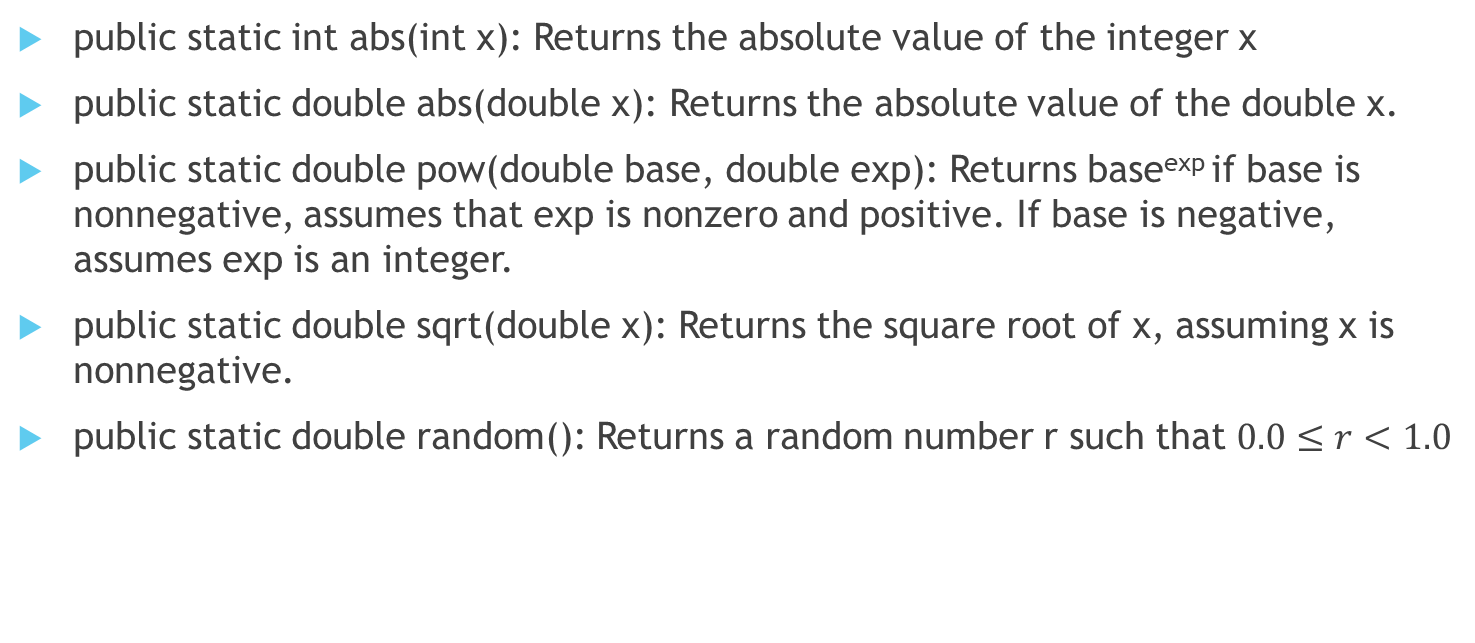 ▶ public static int abs(int x): Returns the absolute value of the integer x
▶ public static double abs(double x): Returns the absolute value of the double x.
▶ public static double pow(double base, double exp): Returns base^exp if base is
nonnegative, assumes that exp is nonzero and positive. If base is negative,
assumes exp is an integer.
▶ public static double sqrt(double x): Returns the square root of x, assuming x is
nonnegative.
▶ public static double random(): Returns a random number r such that 0.0 ≤ r < 1.0